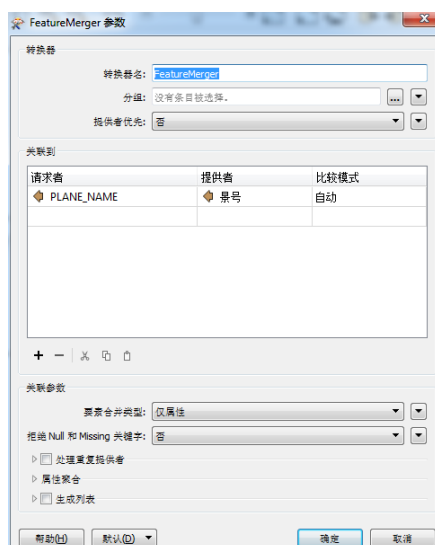 FeatureMerger 参数
转换器
转换器名: FeatureMerger
分组: 没有条目被选择。 ...
提供者优先: 否
关联到
请求者 提供者 比较模式
PLANE_NAME 景号 自动
关联参数
要素合并类型: 仅属性
拒绝 Null 和 Missing 关键字: 否
处理重复提供者
属性聚合
生成列表
帮助(H) 默认(D) 确定 取消